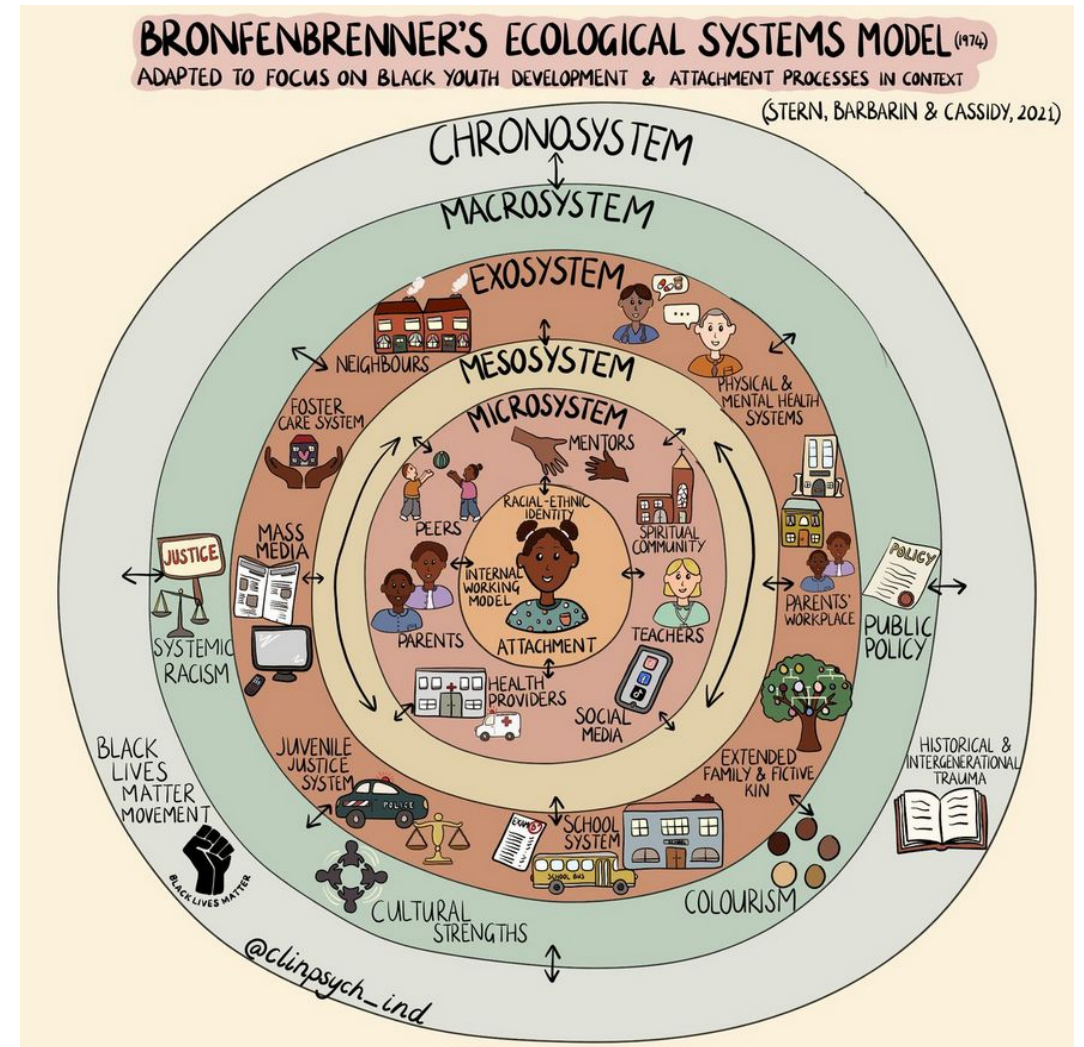 BRONFENBRENNER'S ECOLOGICAL SYSTEMS MODEL (1974)
ADAPTED TO FOCUS ON BLACK YOUTH DEVELOPMENT & ATTACHMENT PROCESSES IN CONTEXT
(STERN, BARBARIN & CASSIDY, 2021)
CHRONOSYSTEM
MACROSYSTEM
EXOSYSTEM
NEIGHBOURS
MESOSYSTEM
PHYSICAL &
MENTAL HEALTH
SYSTEMS
FOSTER
CARE SYSTEM
MICROSYSTEM
MENTORS
PEERS
RACIAL-ETHNIC
IDENTITY
SPIRITUAL
COMMUNITY
MASS
MEDIA
JUSTICE
SYSTEMIC
RACISM
INTERNAL
WORKING
MODEL
PARENTS
ATTACHMENT
TEACHERS
PARENTS'
WORKPLACE
POLICY
PUBLIC
POLICY
HEALTH
PROVIDERS
SOCIAL
MEDIA
BLACK
LIVES
MATTER
MOVEMENT
BLACK LIVES MATTER
JUVENILE
JUSTICE
SYSTEM
POLICE
EXTENDED
FAMILY & FICTIVE
KIN
HISTORICAL &
INTERGENERATIONAL
TRAUMA
EXAM
SCHOOL
SYSTEM
SCHOOL BUS
CULTURAL
STRENGTHS
COLOURISM
@clinpsych_ind